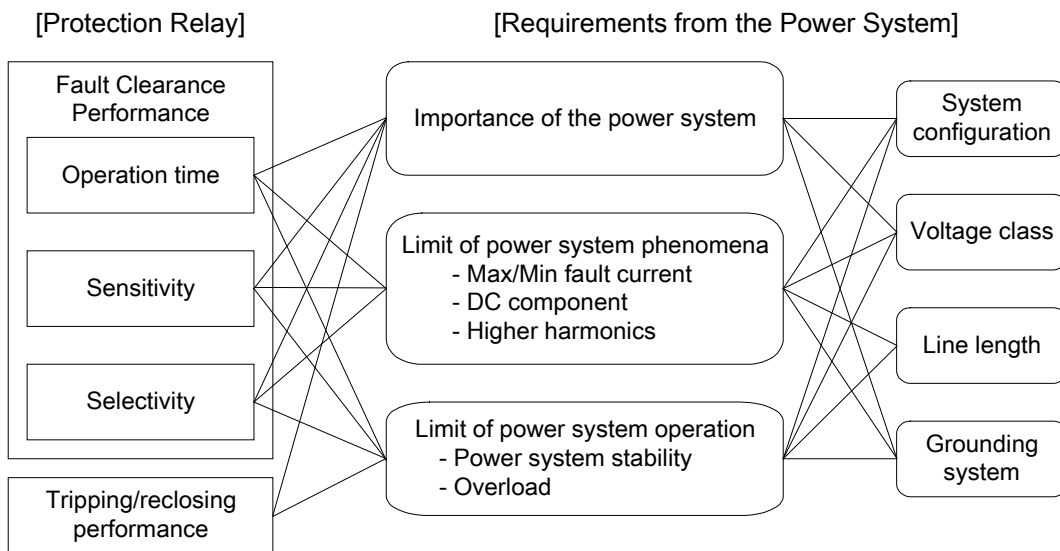 [Protection Relay]
[Requirements from the Power System]
Fault Clearance
Performance
Operation time
Sensitivity
Selectivity
Tripping/reclosing
performance
Importance of the power system
Limit of power system phenomena
- Max/Min fault current
- DC component
- Higher harmonics
Limit of power system operation
- Power system stability
- Overload
System
configuration
Voltage class
Line length
Grounding
system